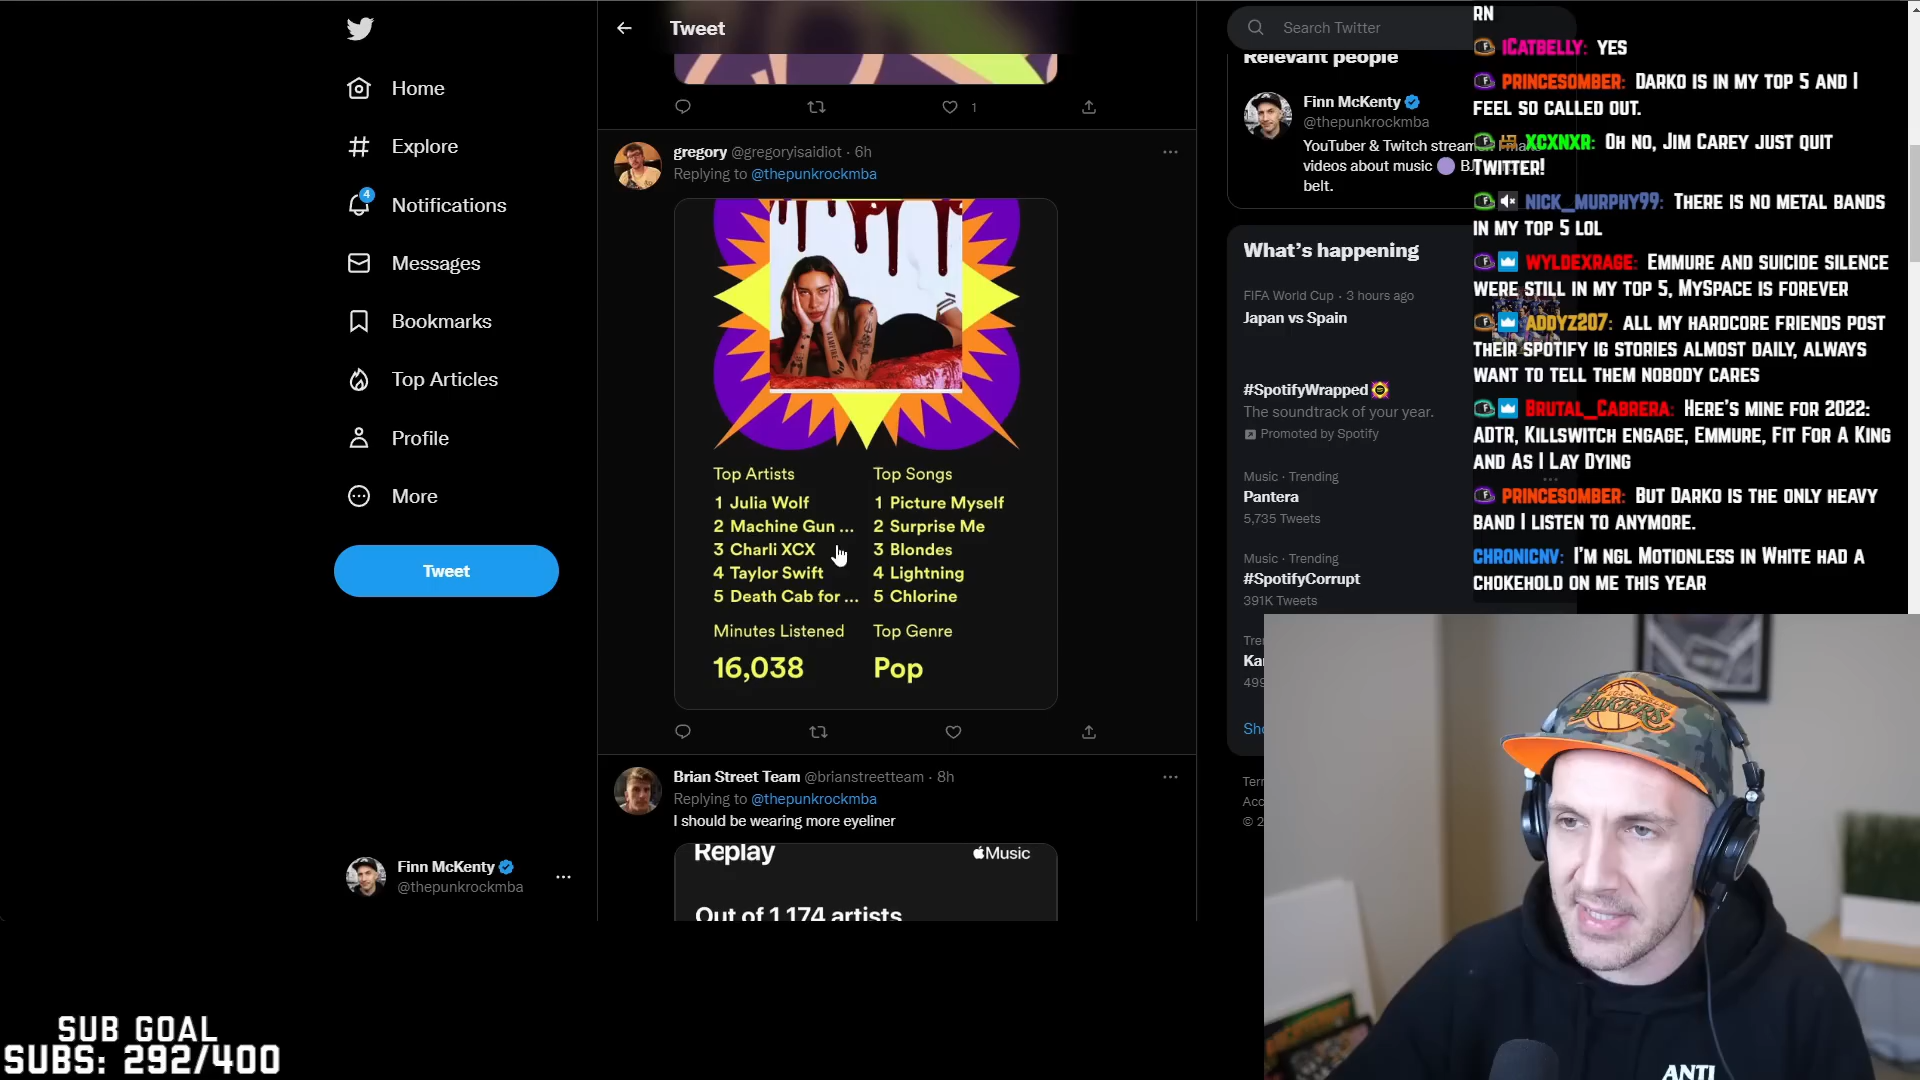 Home
Explore
4
Notifications
Messages
Bookmarks
Top Articles
Profile
More
Tweet
Finn McKenty
@thepunkrockmba
SUB GOAL
SUBS: 292/400
Tweet
1
gregory @gregoryisaidiot · 6h
Replying to @thepunkrockmba
Top Artists
1 Julia Wolf
2 Machine Gun ...
3 Charli XCX
4 Taylor Swift
5 Death Cab for ...
Top Songs
1 Picture Myself
2 Surprise Me
3 Blondes
4 Lightning
5 Chlorine
Minutes Listened
16,038
Top Genre
Pop
Brian Street Team @brianstreetteam · 8h
Replying to @thepunkrockmba
I should be wearing more eyeliner
Replay
Music
Out of 1,174 artists
Search Twitter
Relevant people
Finn McKenty
@thepunkrockmba
YouTuber & Twitch stream
videos about music
belt.
What's happening
FIFA World Cup · 3 hours ago
Japan vs Spain
#SpotifyWrapped
The soundtrack of your year.
Promoted by Spotify
Music · Trending
Pantera
5,735 Tweets
Music · Trending
#SpotifyCorrupt
391K Tweets
RN
ICATBELLY: YES
PRINCESOMBER: DARKO IS IN MY TOP 5 AND I
FEEL SO CALLED OUT.
XCXNXR: OH NO, JIM CAREY JUST QUIT
TWITTER!
NICK_MURPHY99: THERE IS NO METAL BANDS
IN MY TOP 5 LOL
WYLDEXRAGE: EMMURE AND SUICIDE SILENCE
WERE STILL IN MY TOP 5, MYSPACE IS FOREVER
ADDYZ207: ALL MY HARDCORE FRIENDS POST
THEIR SPOTIFY IG STORIES ALMOST DAILY, ALWAYS
WANT TO TELL THEM NOBODY CARES
BRUTAL_CABRERA: HERE'S MINE FOR 2022:
ADTR, KILLSWITCH ENGAGE, EMMURE, FIT FOR A KING
AND AS I LAY DYING
PRINCESOMBER: BUT DARKO IS THE ONLY HEAVY
BAND I LISTEN TO ANYMORE.
CHRONICNV: I'M NGL MOTIONLESS IN WHITE HAD A
CHOKEHOLD ON ME THIS YEAR
LOS ANGELES
LAKERS
ANTI